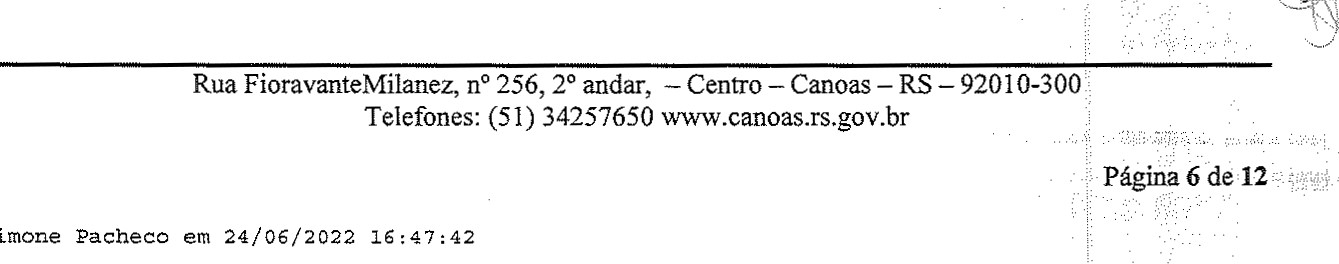 Rua FioravanteMilanez, nº 256, 2º andar, – Centro – Canoas – RS – 92010-300
Telefones: (51) 34257650 www.canoas.rs.gov.br
Página 6 de 12
imone Pacheco em 24/06/2022 16:47:42